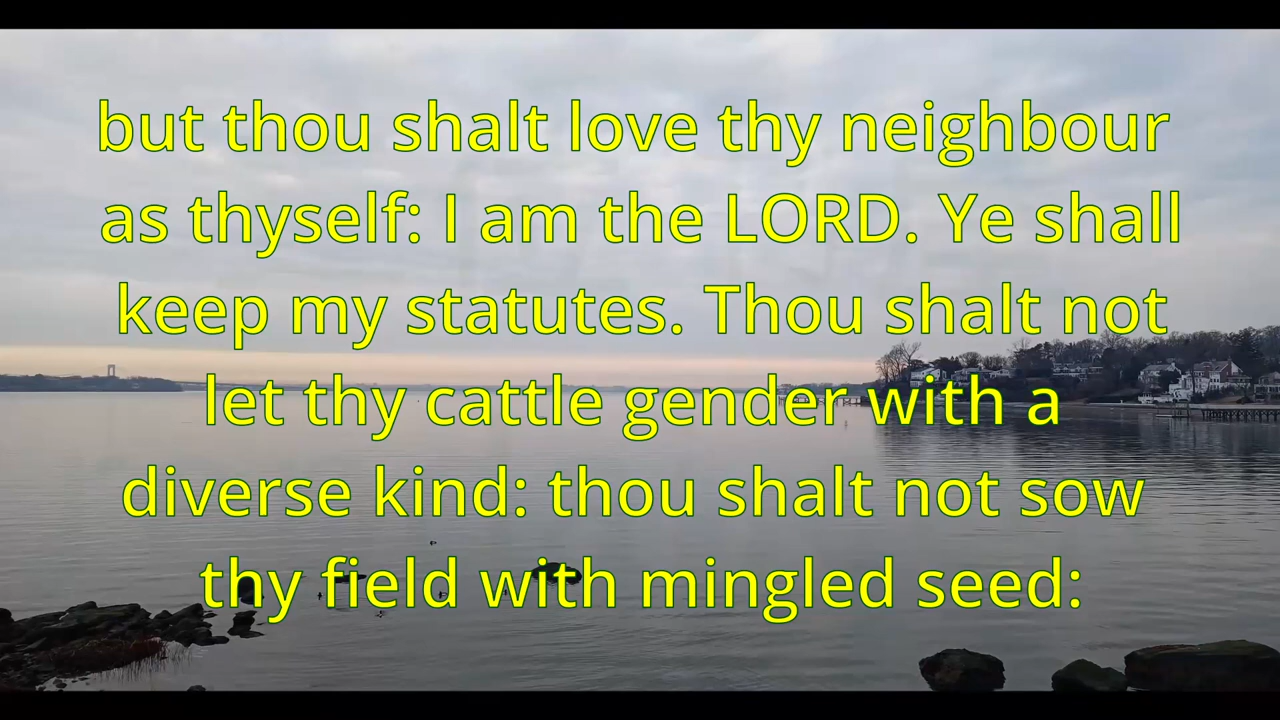 but thou shalt love thy neighbour
as thyself: I am the LORD. Ye shall
keep my statutes. Thou shalt not
let thy cattle gender with a
diverse kind: thou shalt not sow
thy field with mingled seed: